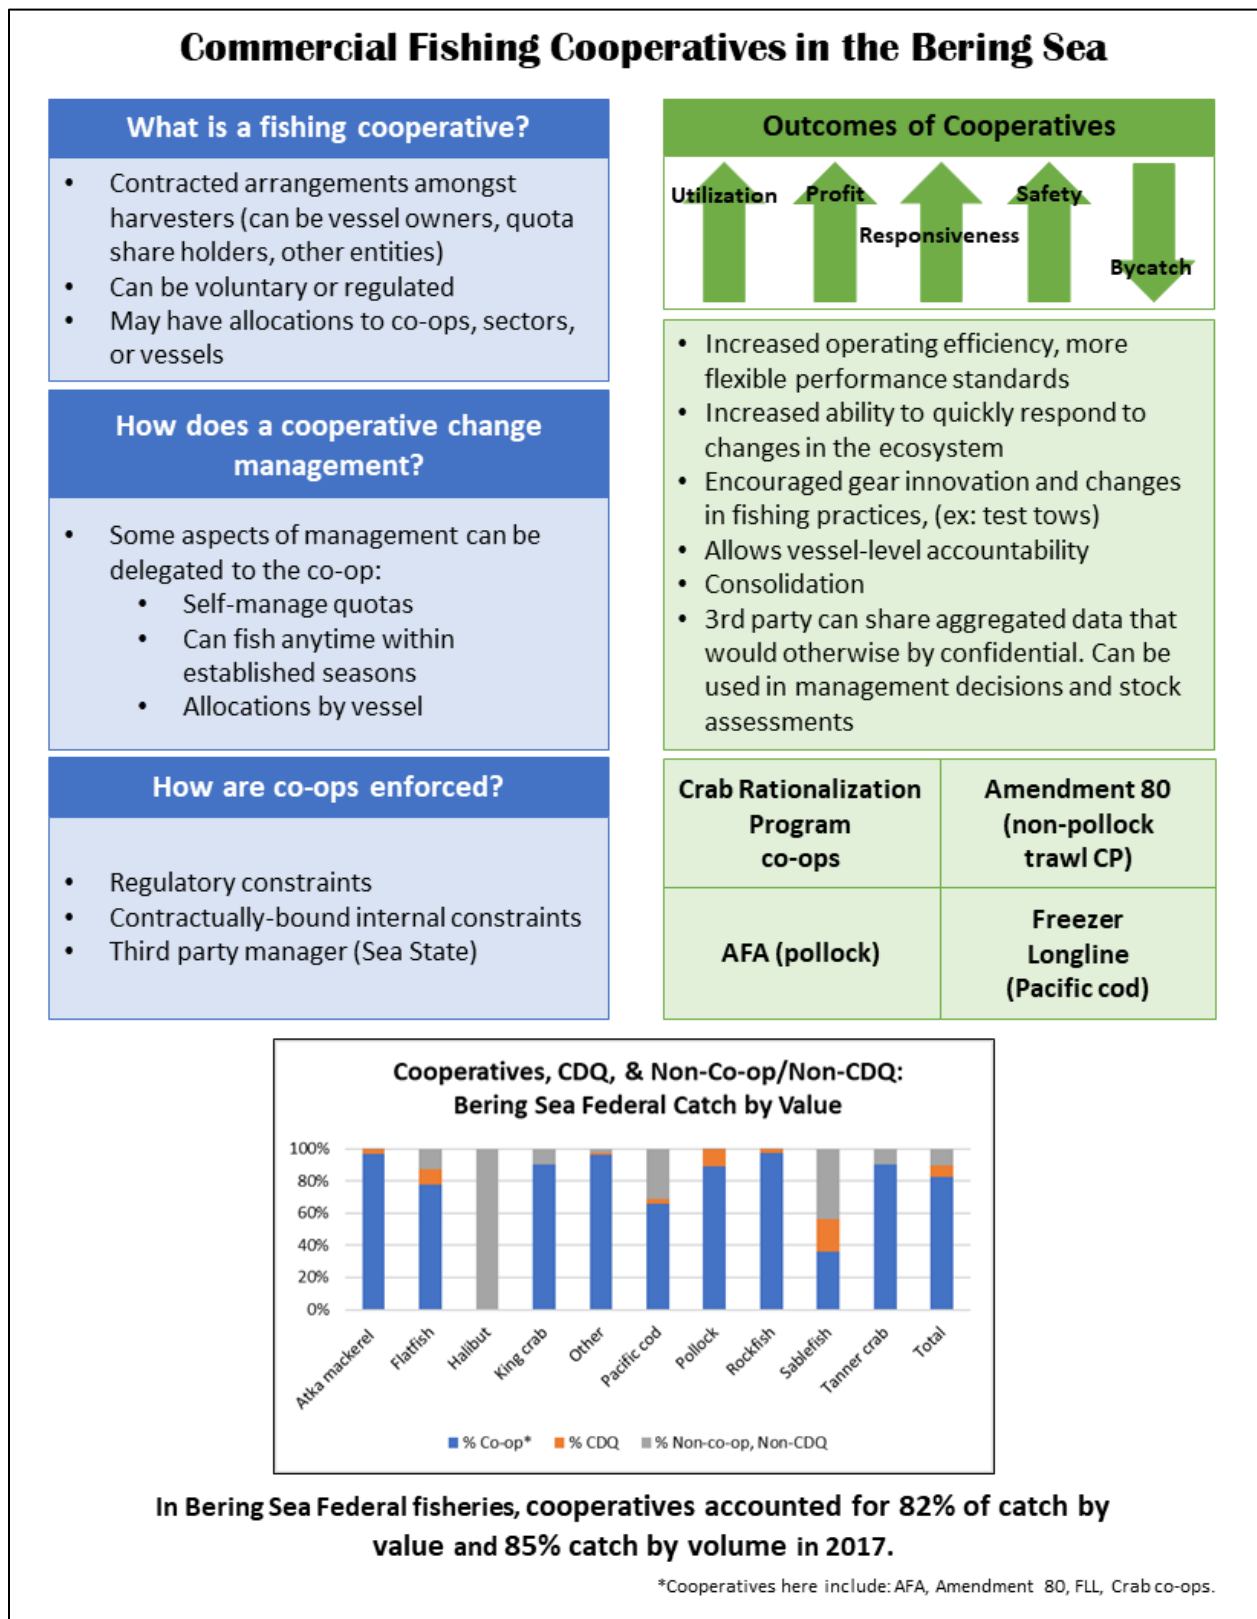 Commercial Fishing Cooperatives in the Bering Sea
What is a fishing cooperative?
• Contracted arrangements amongst
harvesters (can be vessel owners, quota
share holders, other entities)
• Can be voluntary or regulated
• May have allocations to co-ops, sectors,
or vessels
How does a cooperative change
management?
• Some aspects of management can be
delegated to the co-op:
• Self-manage quotas
• Can fish anytime within
established seasons
• Allocations by vessel
How are co-ops enforced?
• Regulatory constraints
• Contractually-bound internal constraints
• Third party manager (Sea State)
Outcomes of Cooperatives
Utilization
Profit
Responsiveness
Safety
Bycatch
• Increased operating efficiency, more
flexible performance standards
• Increased ability to quickly respond to
changes in the ecosystem
• Encouraged gear innovation and changes
in fishing practices, (ex: test tows)
• Allows vessel-level accountability
• Consolidation
• 3rd party can share aggregated data that
would otherwise by confidential. Can be
used in management decisions and stock
assessments
Crab Rationalization
Program
co-ops
Amendment 80
(non-pollock
trawl CP)
AFA (pollock)
Freezer
Longline
(Pacific cod)
Cooperatives, CDQ, & Non-Co-op/Non-CDQ:
Bering Sea Federal Catch by Value
100%
80%
60%
40%
20%
0%
Atka mackerel
Flatfish
Halibut
King crab
Other
Pacific cod
Pollock
Rockfish
Sablefish
Tanner crab
Total
% Co-op* % CDQ % Non-co-op, Non-CDQ
In Bering Sea Federal fisheries, cooperatives accounted for 82% of catch by
value and 85% catch by volume in 2017.
*Cooperatives here include: AFA, Amendment 80, FLL, Crab co-ops.